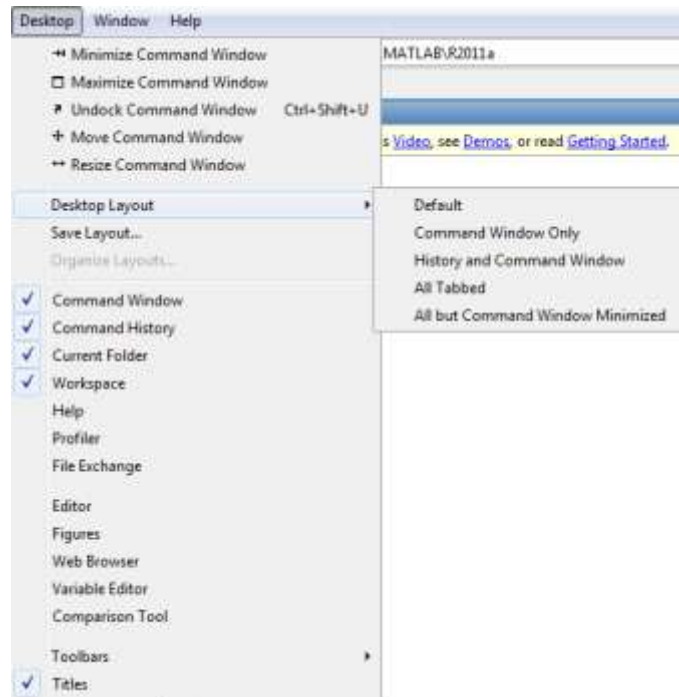 Desktop Window Help
Minimize Command Window
MATLAB\R2011a
Maximize Command Window
Undock Command Window Ctrl+Shift+U
Move Command Window
s Video, see Demos, or read Getting Started.
Resize Command Window
Desktop Layout
Default
Save Layout...
Command Window Only
Organize Layouts...
History and Command Window
All Tabbed
All but Command Window Minimized
Command Window
Command History
Current Folder
Workspace
Help
Profiler
File Exchange
Editor
Figures
Web Browser
Variable Editor
Comparison Tool
Toolbars
Titles